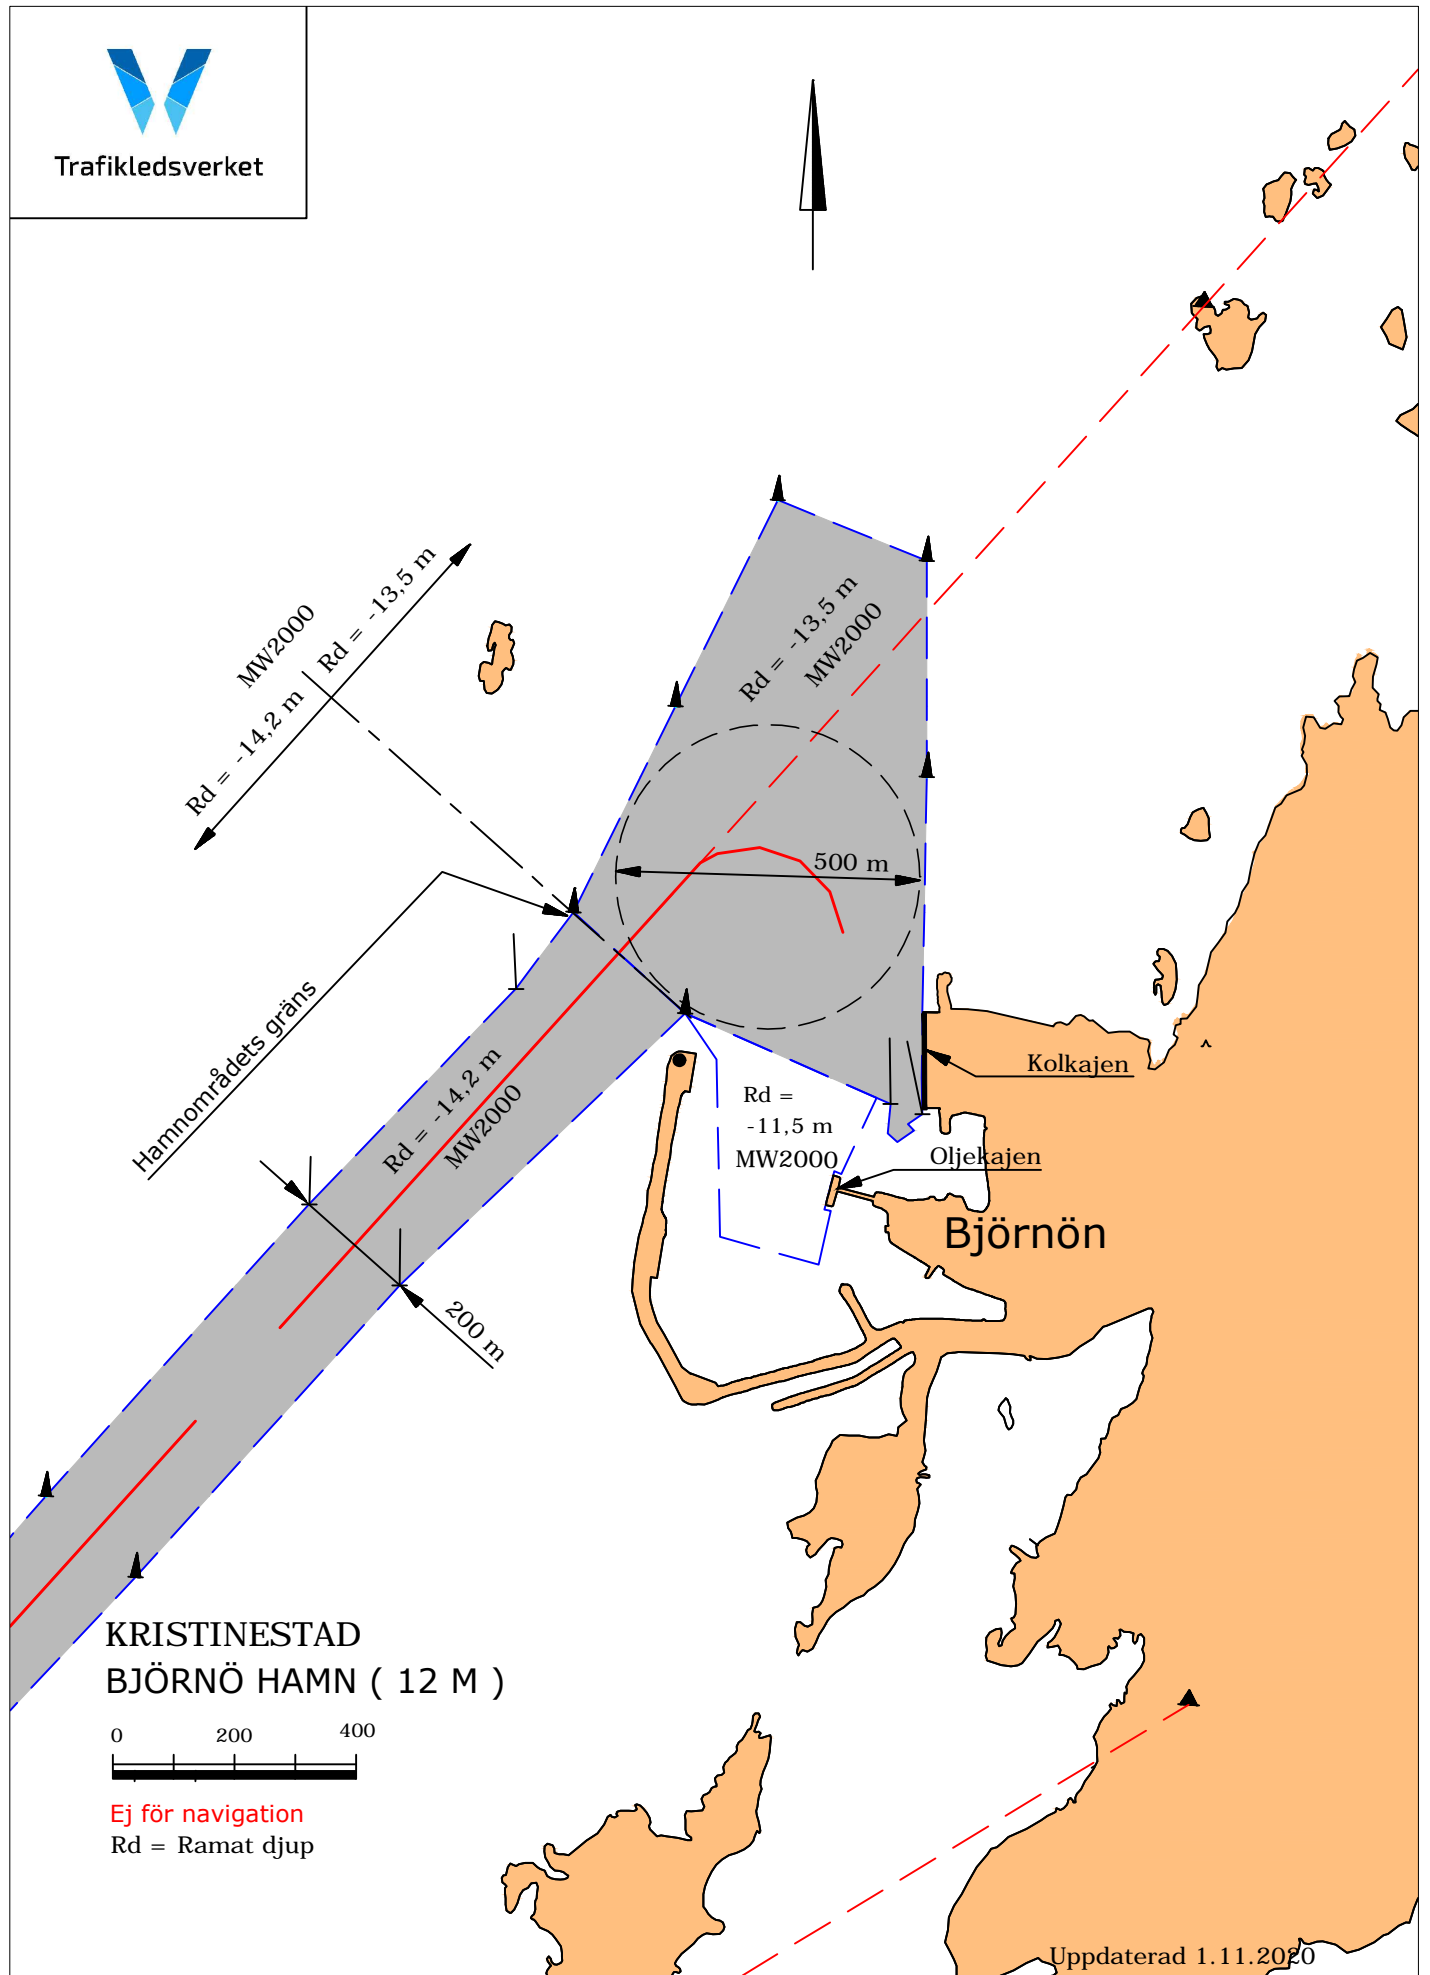 Trafikledsverket
MW2000
Rd = -13,5 m
Rd = -14,2 m
Rd = -13,5 m
MW2000
500 m
Hamnområdets gräns
Rd = -14,2 m
MW2000
Kolkajen
Rd =
-11,5 m
MW2000
Oljekajen
Björnön
200 m
KRISTINESTAD
BJÖRNÖ HAMN ( 12 M )
0 200 400
Ej för navigation
Rd = Ramat djup
Uppdaterad 1.11.2020